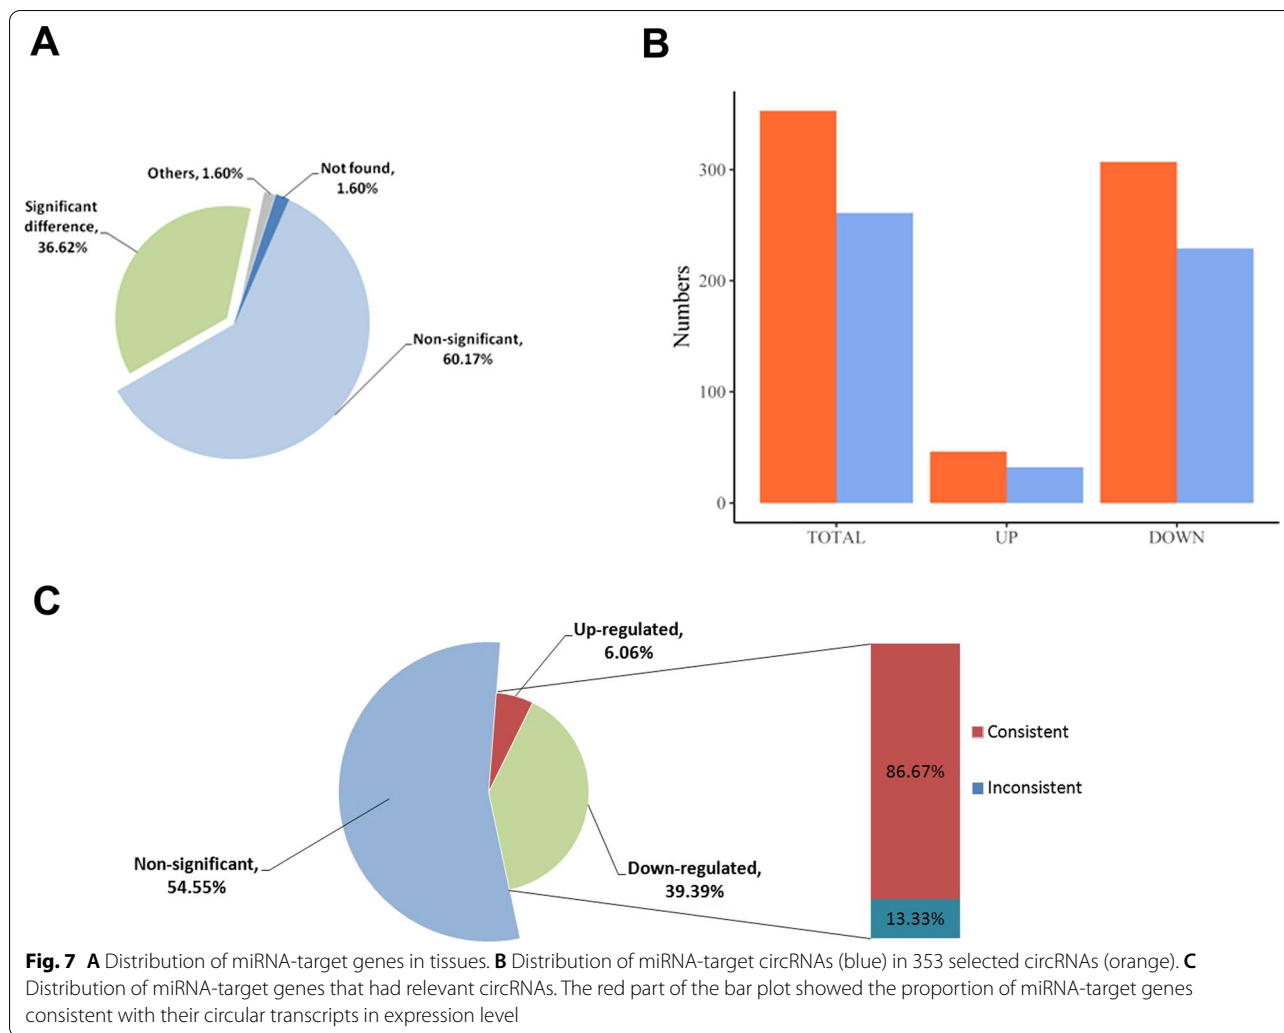 A
Others, 1.60%
Not found,
1.60%
Significant
difference,
36.62%
Non-significant,
60.17%
B
Numbers
300
200
100
0
TOTAL
UP
DOWN
C
Up-regulated,
6.06%
Non-significant,
54.55%
Down-regulated,
39.39%
86.67%
13.33%
Consistent
Inconsistent
Fig. 7 A Distribution of miRNA-target genes in tissues. B Distribution of miRNA-target circRNAs (blue) in 353 selected circRNAs (orange). C
Distribution of miRNA-target genes that had relevant circRNAs. The red part of the bar plot showed the proportion of miRNA-target genes
consistent with their circular transcripts in expression level